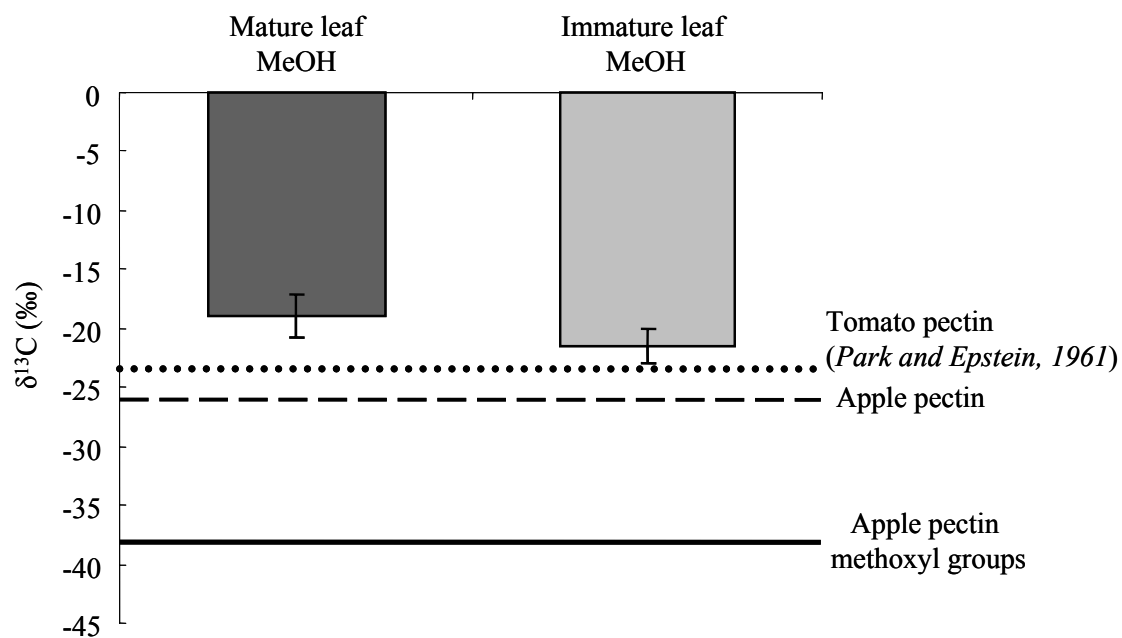 Mature leaf
MeOH
Immature leaf
MeOH
0
-5
-10
-15
-20
-25
-30
-35
-40
-45
δ¹³C (‰)
Tomato pectin
(Park and Epstein, 1961)
Apple pectin
Apple pectin
methoxyl groups